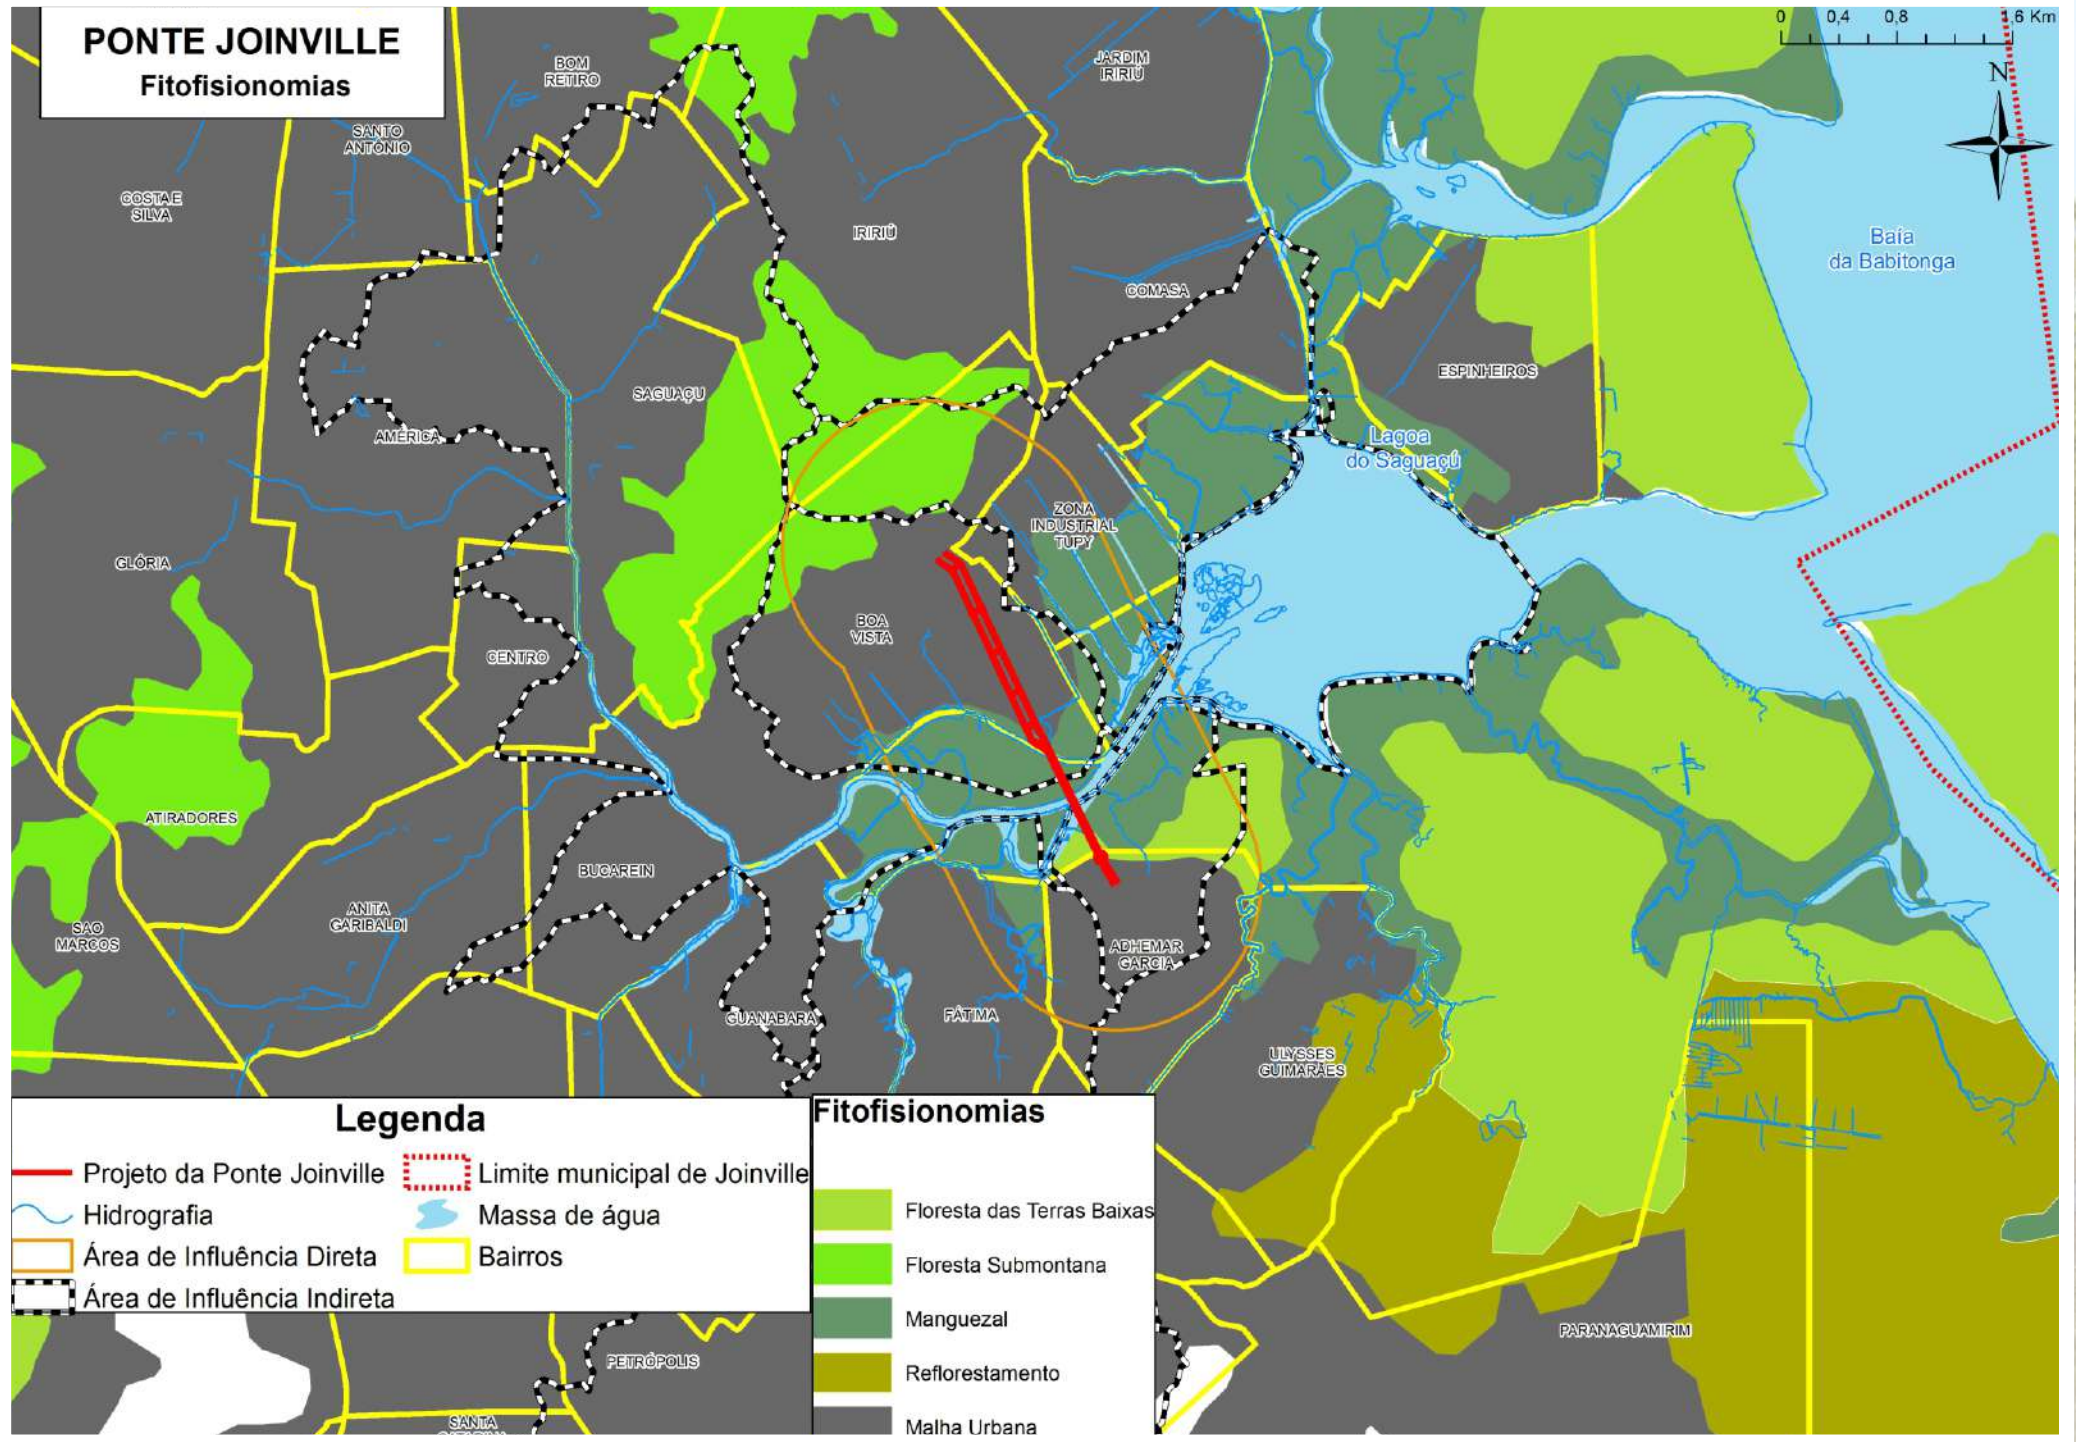 PONTE JOINVILLE
Fitofisionomias
0 0,4 0,8 1,6 Km
N
BOM
RETIRO
JARDIM
IRIRIÚ
SANTO
ANTÔNIO
COSTA E
SILVA
IRIRIÚ
Baía
da Babitonga
COMASA
ESPINHEIROS
SAGUAÇU
AMÉRICA
Lagoa
do Saguaçú
ZONA
INDUSTRIAL
TUPY
GLÓRIA
BOA
VISTA
CENTRO
ATIRADORES
BUCAREIN
ANITA
GARIBALDI
SAO
MARCOS
ADHEMAR
GARCIA
GUANABARA
FÁTIMA
ULYSSES
GUIMARÃES
Legenda
Projeto da Ponte Joinville
Limite municipal de Joinville
Hidrografia
Massa de água
Área de Influência Direta
Bairros
Área de Influência Indireta
Fitofisionomias
Floresta das Terras Baixas
Floresta Submontana
Manguezal
Reflorestamento
Malha Urbana
PARANAGUAMIRIM
PETRÓPOLIS
SANTA